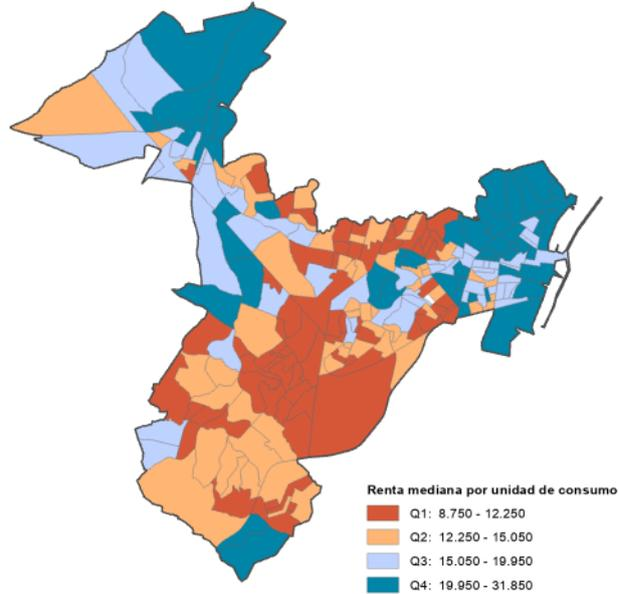 Renta mediana por unidad de consumo
Q1: 8.750 - 12.250
Q2: 12.250 - 15.050
Q3: 15.050 - 19.950
Q4: 19.950 - 31.850